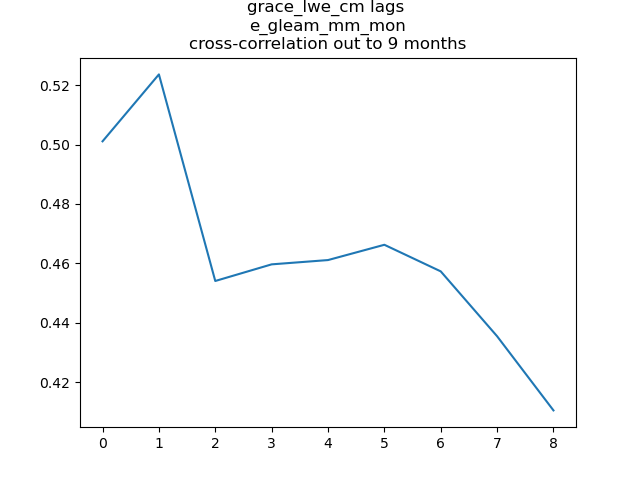 grace_lwe_cm lags
e_gleam_mm_mon
cross-correlation out to 9 months
0.52
0.50
0.48
0.46
0.44
0.42
0 1 2 3 4 5 6 7 8